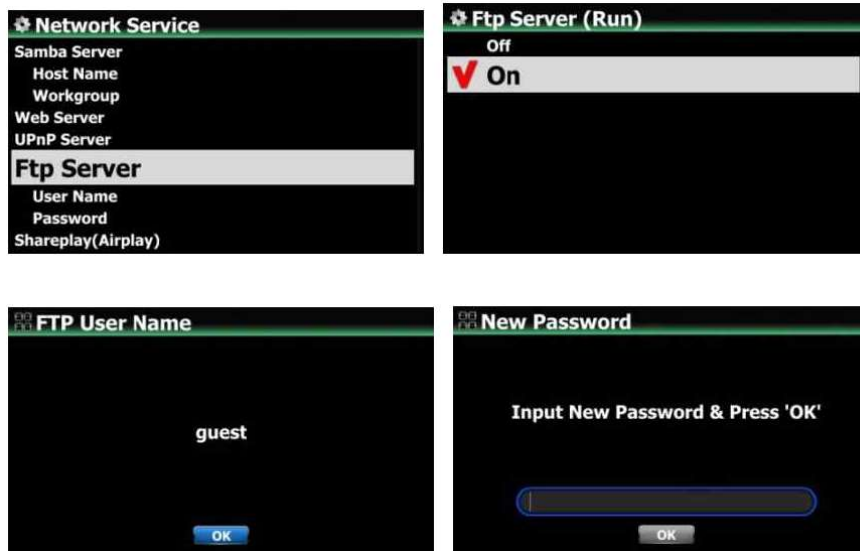 Network Service
Samba Server
Host Name
Workgroup
Web Server
UPnP Server
Ftp Server
User Name
Password
Shareplay(Airplay)
Ftp Server (Run)
Off
On
FTP User Name
guest
OK
New Password
Input New Password & Press 'OK'
OK